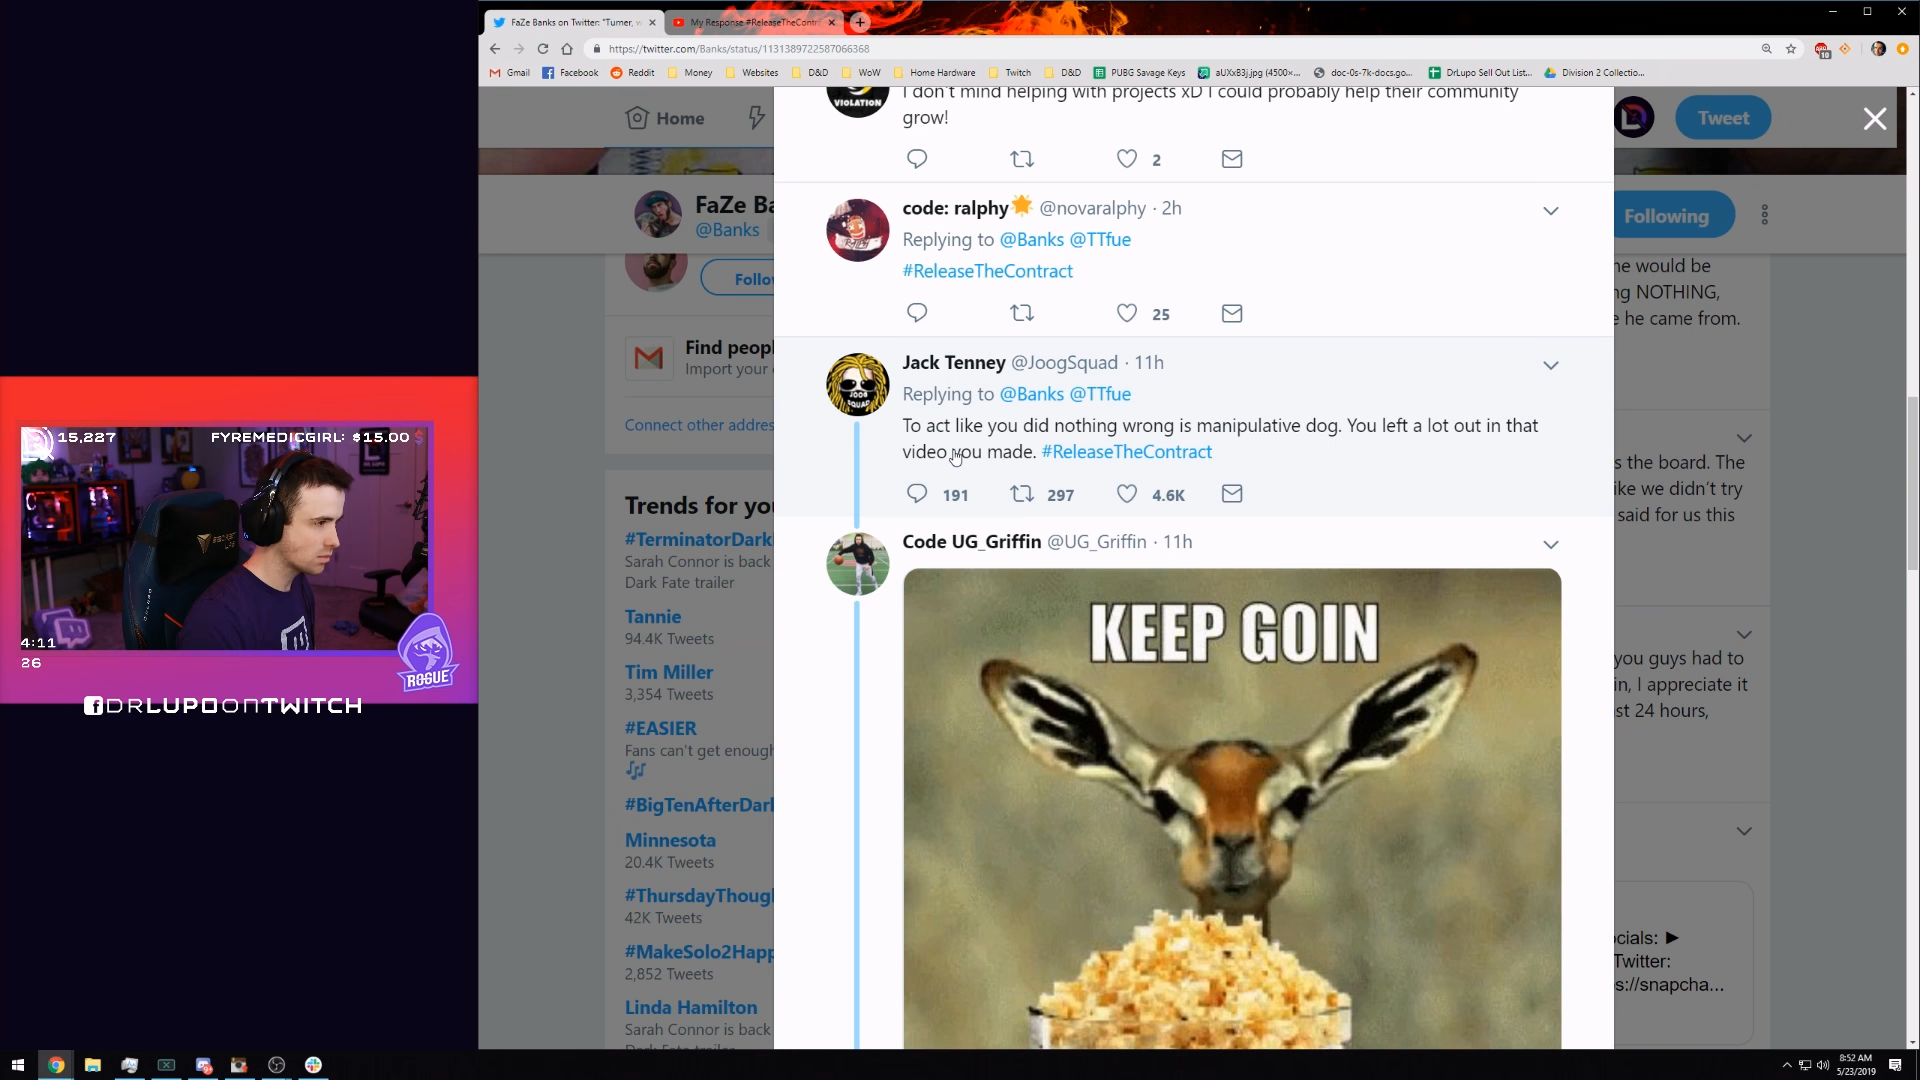 FaZe Banks on Twitter: "Turner, w
My Response #ReleaseTheContr
https://twitter.com/Banks/status/1131389722587066368
Gmail
Facebook
Reddit
Money
Websites
D&D
WoW
Home Hardware
Twitch
D&D
PUBG Savage Keys
aUXxB3j.jpg (4500×...
doc-0s-7k-docs.go...
DrLupo Sell Out List...
Division 2 Collectio...
Home
Tweet
FaZe Ba
@Banks
Following
Follo
Find peopl
Import your
Connect other addres
Trends for you
#TerminatorDark
Sarah Connor is back
Dark Fate trailer
Tannie
94.4K Tweets
Tim Miller
3,354 Tweets
#EASIER
Fans can't get enough
#BigTenAfterDark
Minnesota
20.4K Tweets
#ThursdayThough
42K Tweets
#MakeSolo2Happ
2,852 Tweets
Linda Hamilton
Sarah Connor is back
VIOLATION
I don't mind helping with projects xD I could probably help their community
grow!
2
code: ralphy @novaralphy · 2h
Replying to @Banks @TTfue
#ReleaseTheContract
25
Jack Tenney @JoogSquad · 11h
Replying to @Banks @TTfue
To act like you did nothing wrong is manipulative dog. You left a lot out in that
video you made. #ReleaseTheContract
191
297
4.6K
Code UG_Griffin @UG_Griffin · 11h
KEEP GOIN
he would be
ng NOTHING,
e he came from.
s the board. The
ike we didn't try
said for us this
you guys had to
in, I appreciate it
st 24 hours,
ocials: ►
Twitter:
s://snapcha...
15,227
FYREMEDICGIRL: $15.00
4:11
26
ROGUE
DRLUPOONTWITCH
8:52 AM
5/23/2019